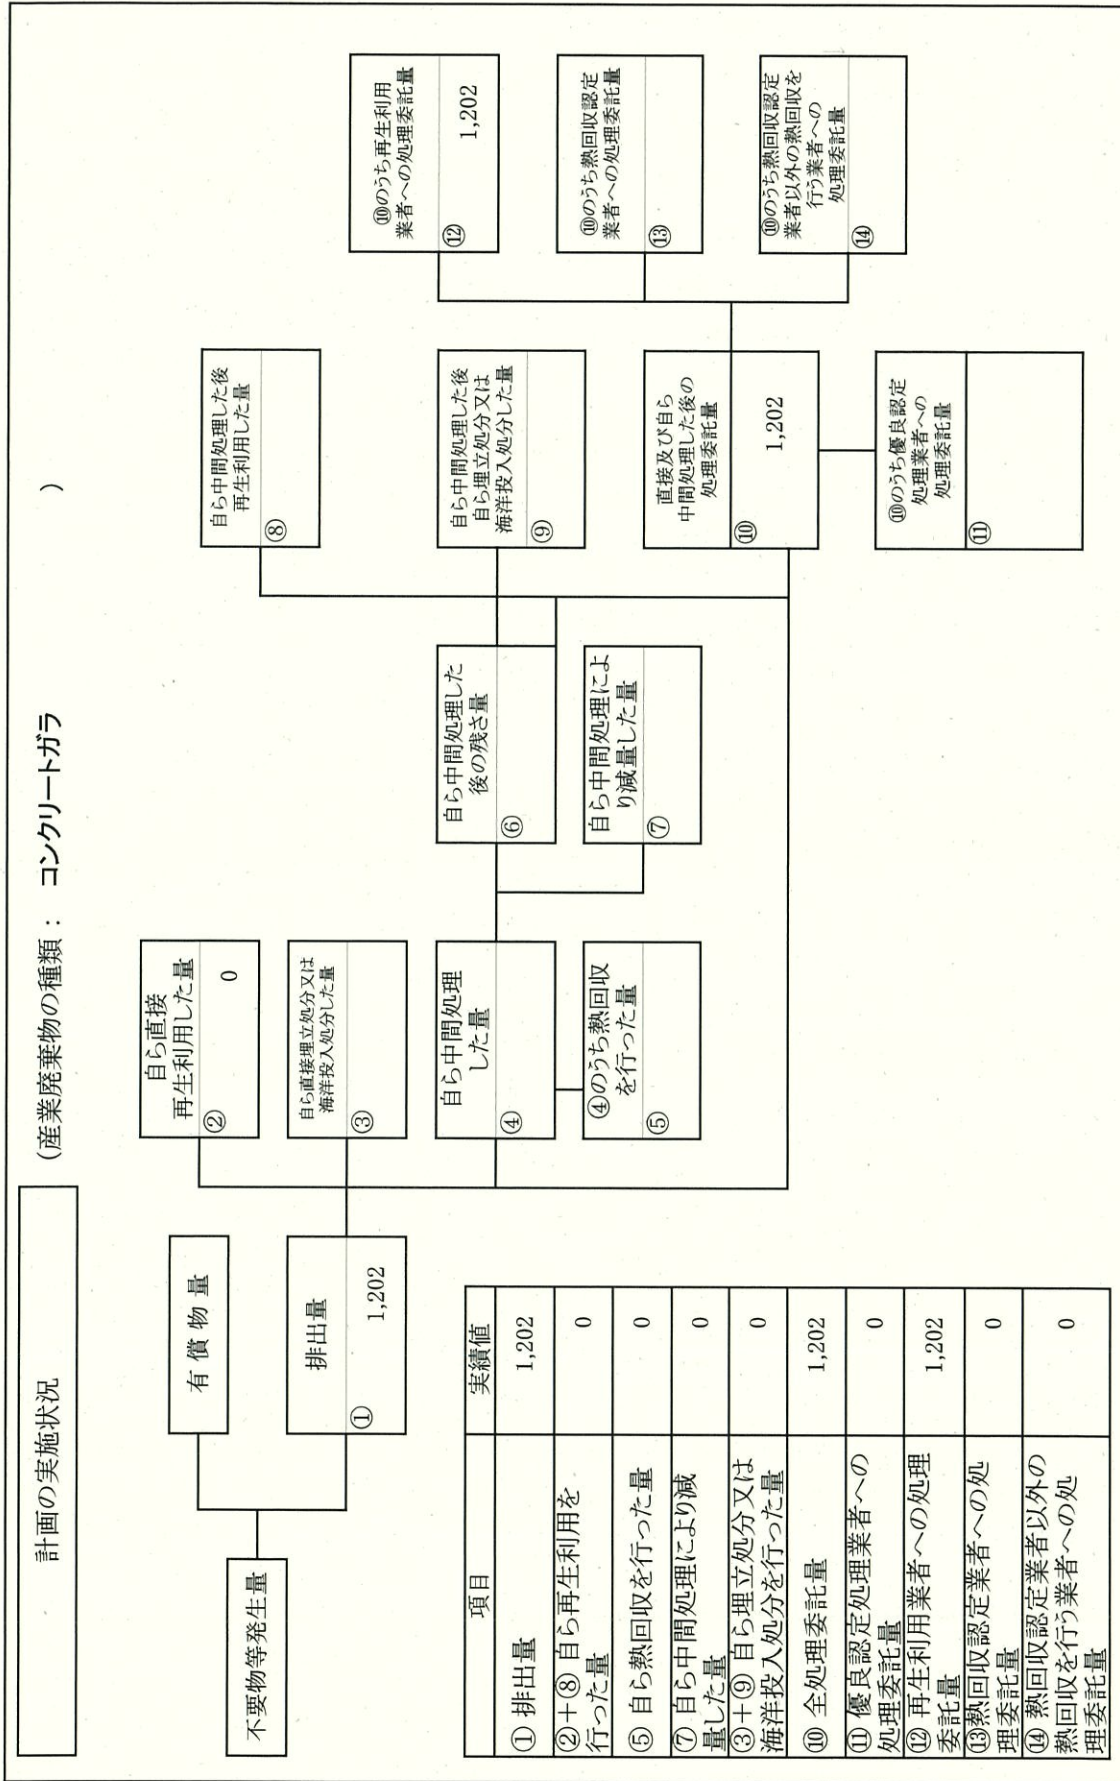 計画の実施状況
(産業廃棄物の種類： コンクリートガラ )
不要物等発生量
有償物量
排出量
① 1,202
自ら直接
再生利用した量
② 0
自ら直接埋立処分又は
海洋投入処分した量
③
自ら中間処理
した量
④
④のうち熱回収
を行った量
⑤
自ら中間処理した
後の残さ量
⑥
自ら中間処理によ
り減量した量
⑦
自ら中間処理した後
再生利用した量
⑧
自ら中間処理した後
自ら埋立処分又は
海洋投入処分した量
⑨
直接及び自ら
中間処理した後の
処理委託量
⑩ 1,202
⑩のうち優良認定
処理業者への
処理委託量
⑪
⑩のうち再生利用
業者への処理委託量
⑫ 1,202
⑩のうち熱回収認定
業者への処理委託量
⑬
⑩のうち熱回収認定
業者以外の熱回収を
行う業者への
処理委託量
⑭
項目 実績値
① 排出量 1,202
②+⑧ 自ら再生利用を
行った量 0
⑤ 自ら熱回収を行った量 0
⑦ 自ら中間処理により減
量した量 0
③+⑨ 自ら埋立処分又は
海洋投入処分を行った量 0
⑩ 全処理委託量 1,202
⑪ 優良認定処理業者への
処理委託量 0
⑫ 再生利用業者への処理
委託量 1,202
⑬熱回収認定業者への処
理委託量 0
⑭ 熱回収認定業者以外の
熱回収を行う業者への処
理委託量 0